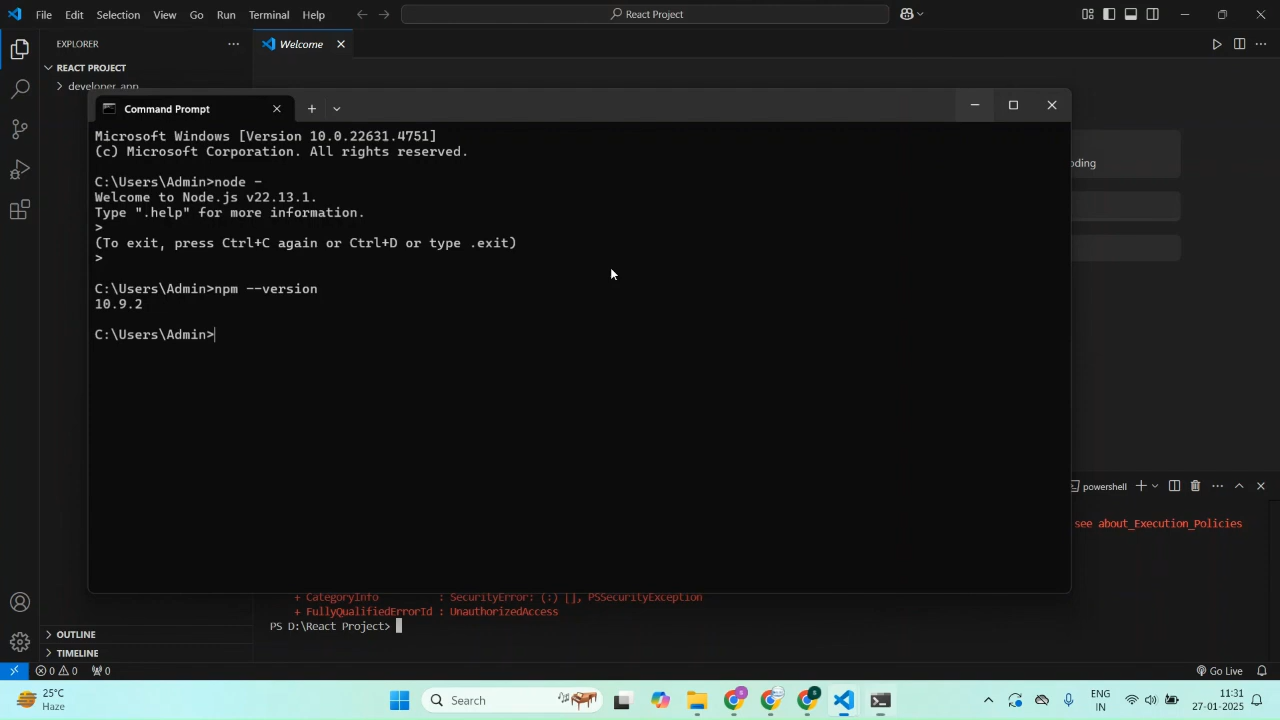 File Edit Selection View Go Run Terminal Help
React Project
EXPLORER
Welcome
REACT PROJECT
developer_app
Command Prompt
Microsoft Windows [Version 10.0.22631.4751]
(c) Microsoft Corporation. All rights reserved.
C:\Users\Admin>node -
Welcome to Node.js v22.13.1.
Type ".help" for more information.
>
(To exit, press Ctrl+C again or Ctrl+D or type .exit)
>
C:\Users\Admin>npm --version
10.9.2
C:\Users\Admin>
oding
powershell
see about_Execution_Policies
+ CategoryInfo : SecurityError: (:) [], PSSecurityException
+ FullyQualifiedErrorId : UnauthorizedAccess
PS D:\React Project>
OUTLINE
TIMELINE
0 0 0
Go Live
25°C
Haze
Search
ENG
IN
11:31
27-01-2025